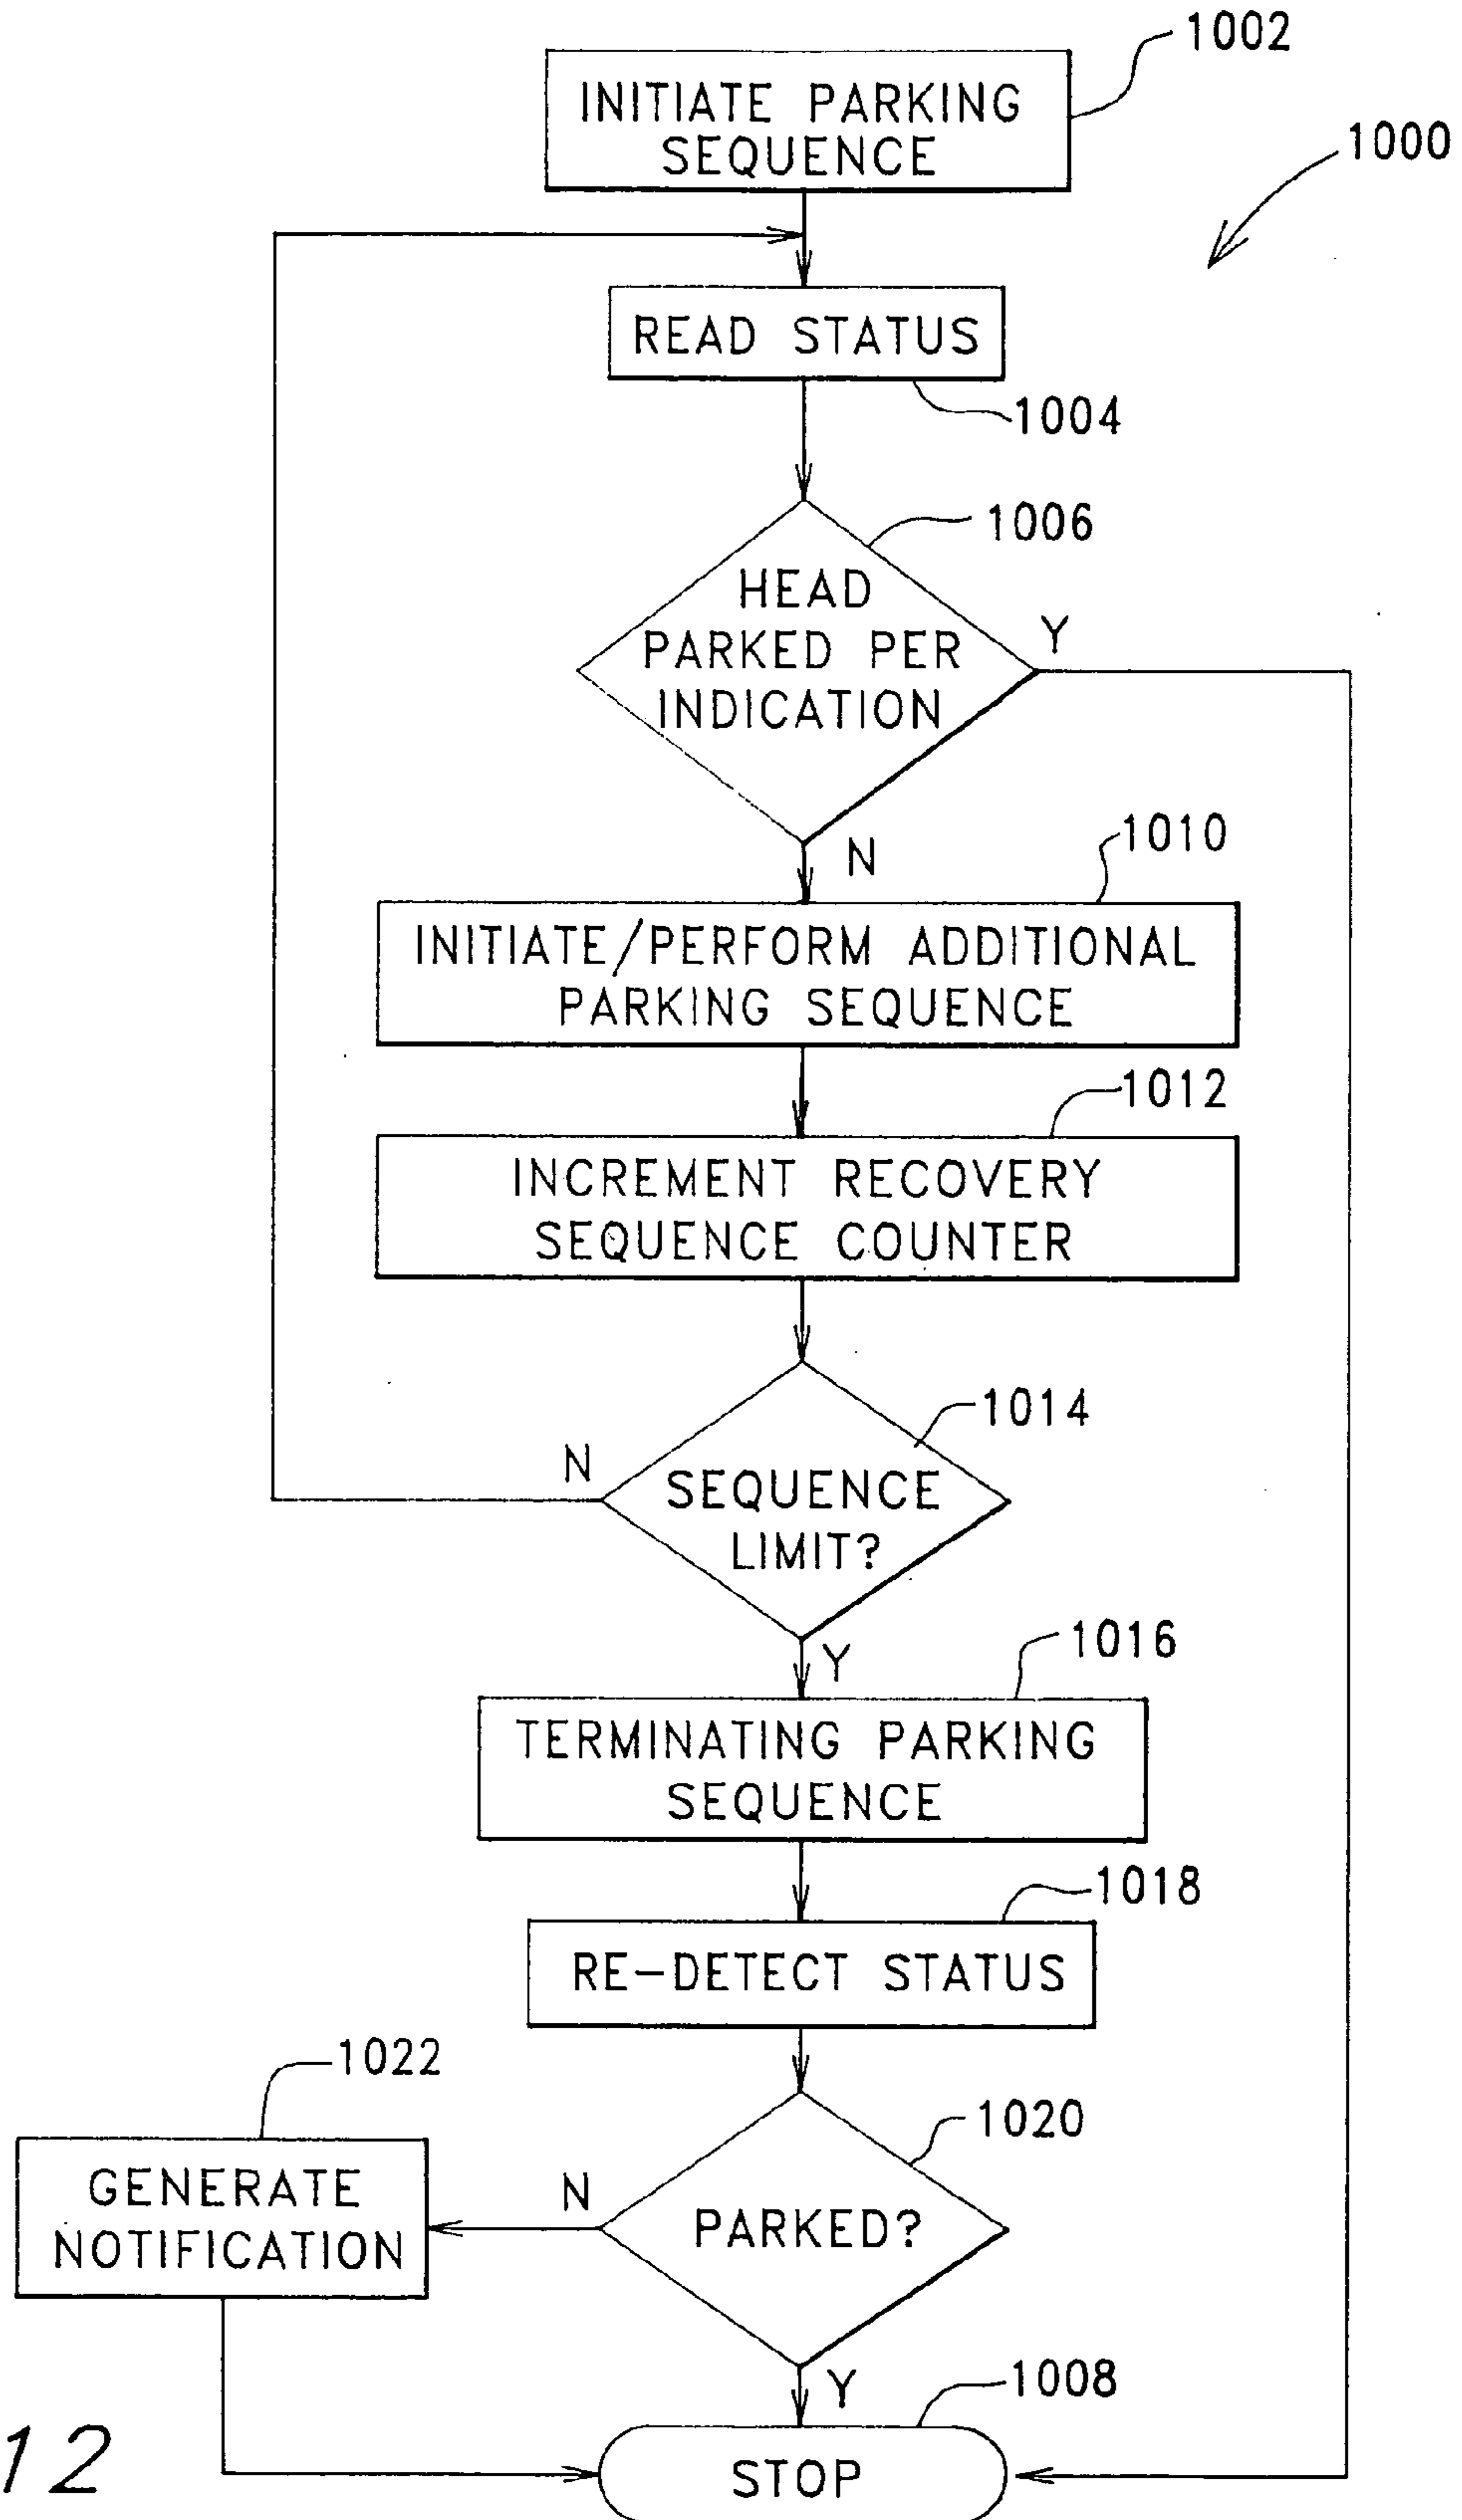 1002
INITIATE PARKING
SEQUENCE
1000
READ STATUS
1004
1006
HEAD
PARKED PER
INDICATION
Y
N
1010
INITIATE/PERFORM ADDITIONAL
PARKING SEQUENCE
1012
INCREMENT RECOVERY
SEQUENCE COUNTER
1014
N
SEQUENCE
LIMIT?
Y
1016
TERMINATING PARKING
SEQUENCE
1018
RE-DETECT STATUS
1022
1020
GENERATE
NOTIFICATION
N
PARKED?
Y
1008
STOP
12